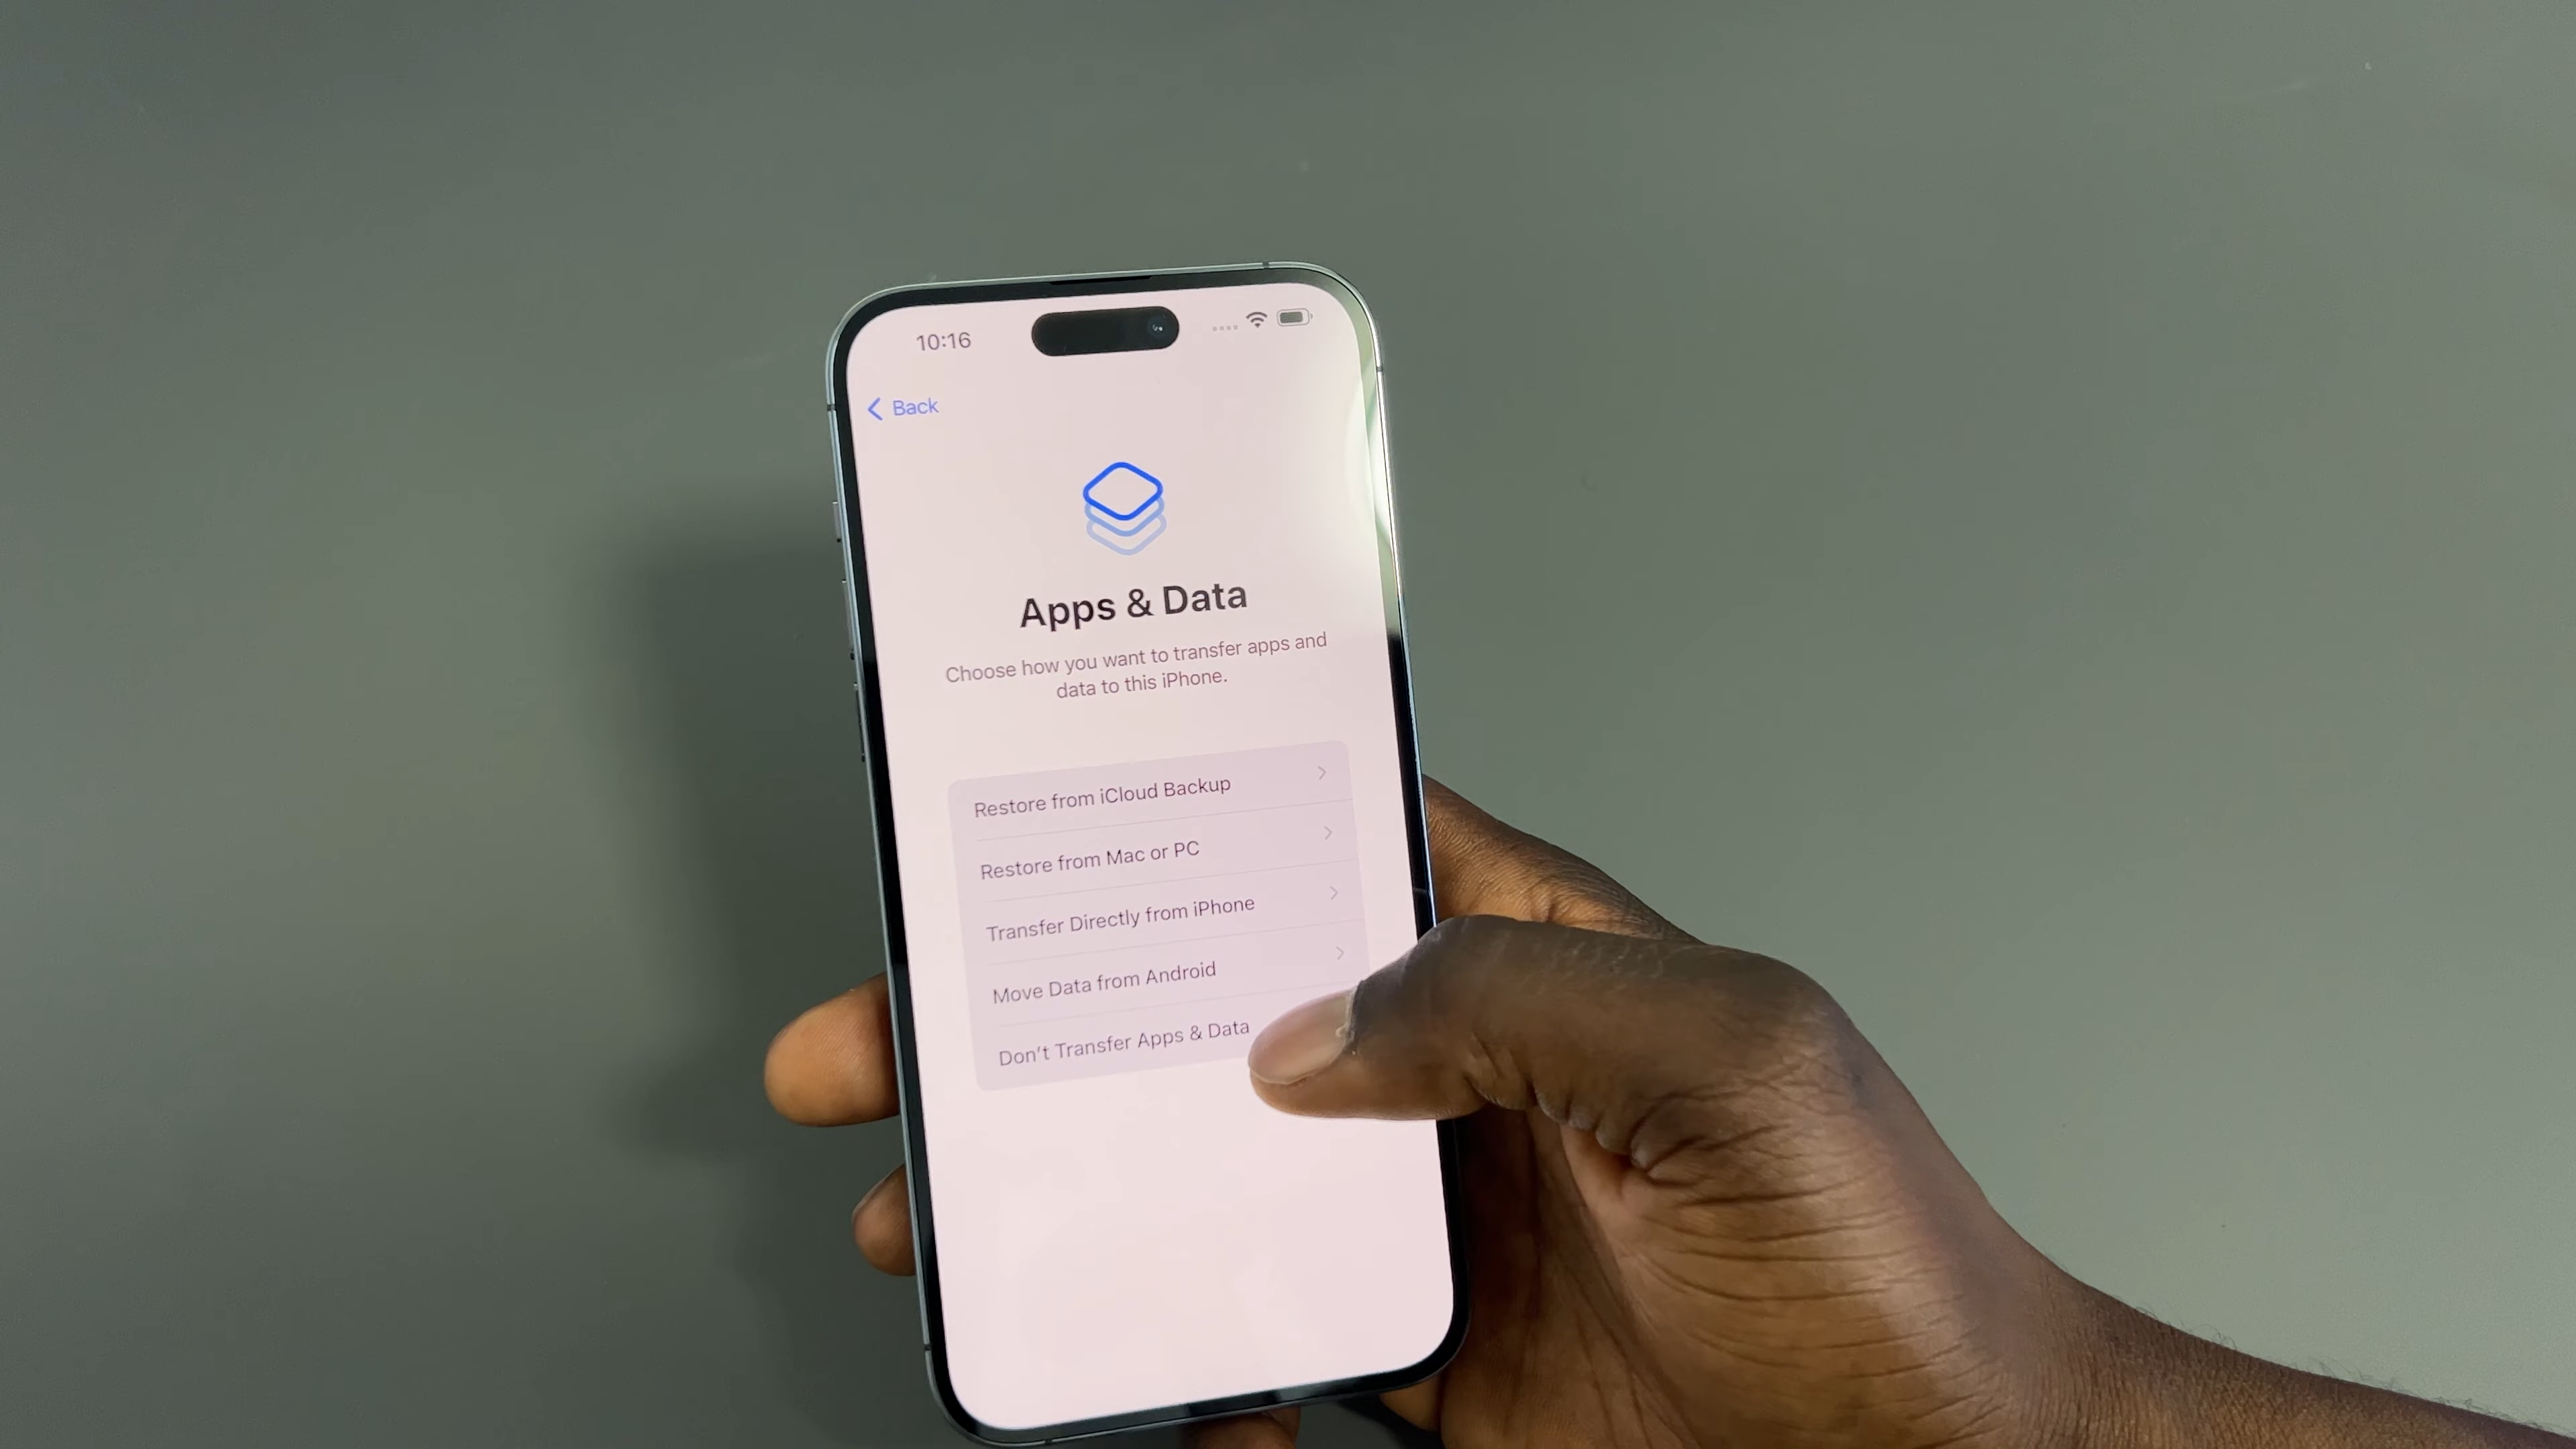 10:16
Back
Apps & Data
Choose how you want to transfer apps and
data to this iPhone.
Restore from iCloud Backup
Restore from Mac or PC
Transfer Directly from iPhone
Move Data from Android
Don't Transfer Apps & Data